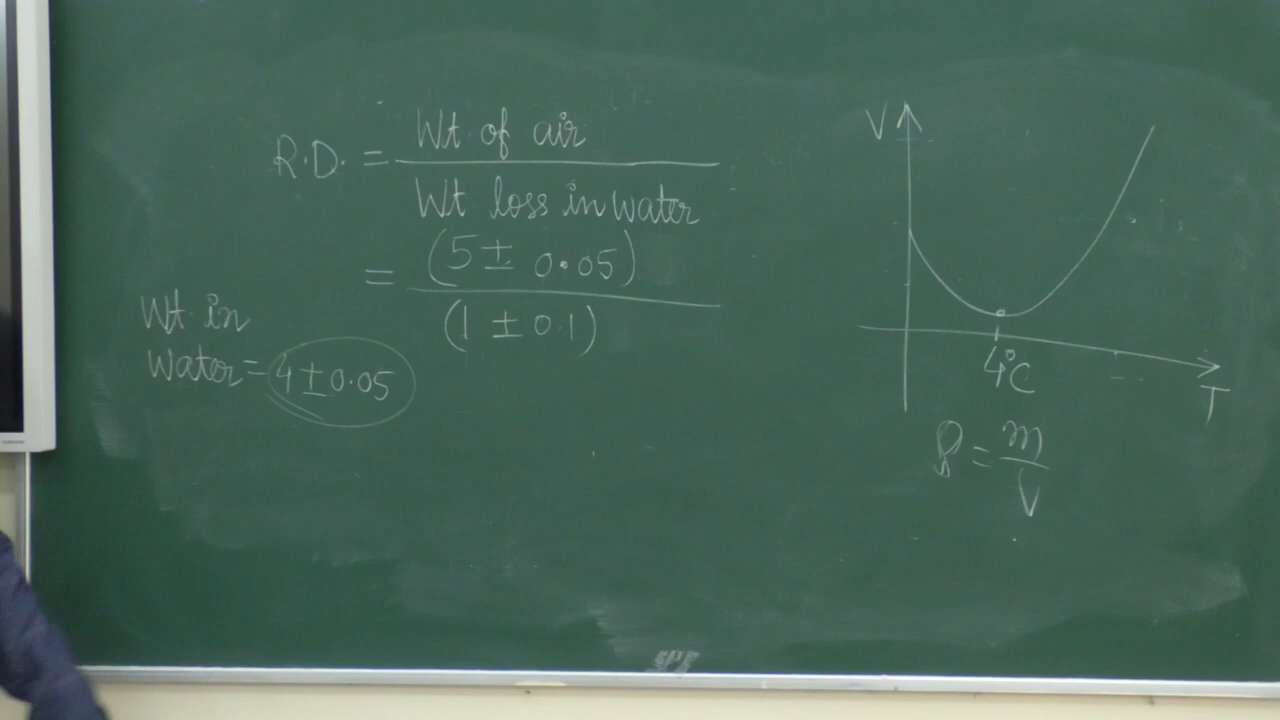 R.D. = Wt of air
Wt loss in water
= (5 ± 0.05)
(1 ± 0.1)
Wt in
water = 4 ± 0.05
V
4°C
T
ρ = m
V